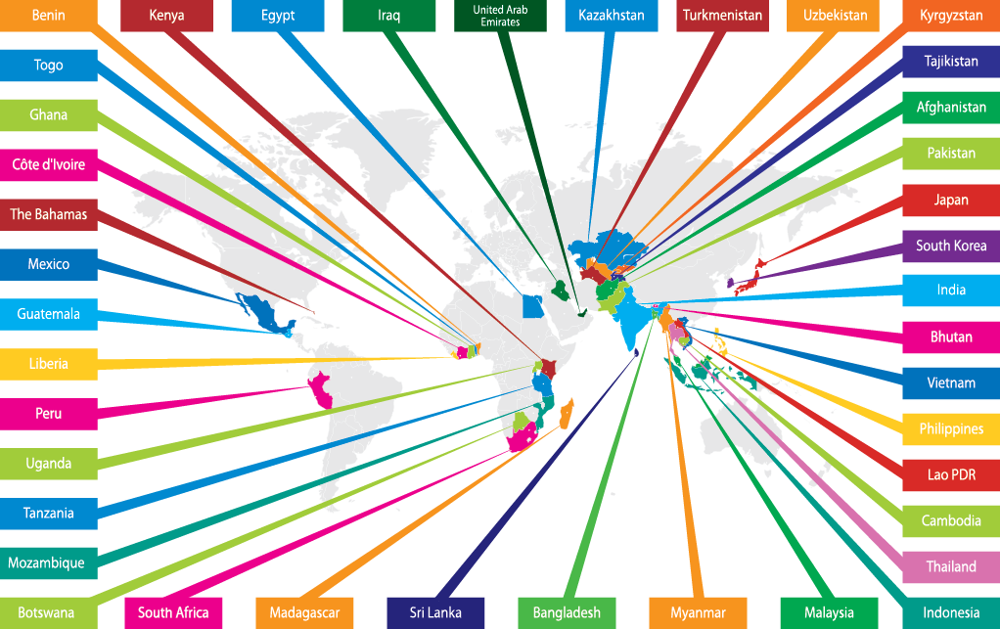 Benin
Kenya
Egypt
Iraq
United Arab
Emirates
Kazakhstan
Turkmenistan
Uzbekistan
Kyrgyzstan
Togo
Tajikistan
Ghana
Afghanistan
Côte d'Ivoire
Pakistan
The Bahamas
Japan
Mexico
South Korea
Guatemala
India
Liberia
Bhutan
Peru
Vietnam
Uganda
Philippines
Tanzania
Lao PDR
Mozambique
Cambodia
Thailand
Botswana
South Africa
Madagascar
Sri Lanka
Bangladesh
Myanmar
Malaysia
Indonesia